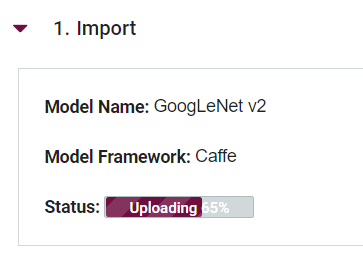 1. Import
Model Name: GoogLeNet v2
Model Framework: Caffe
Status: Uploading 65%